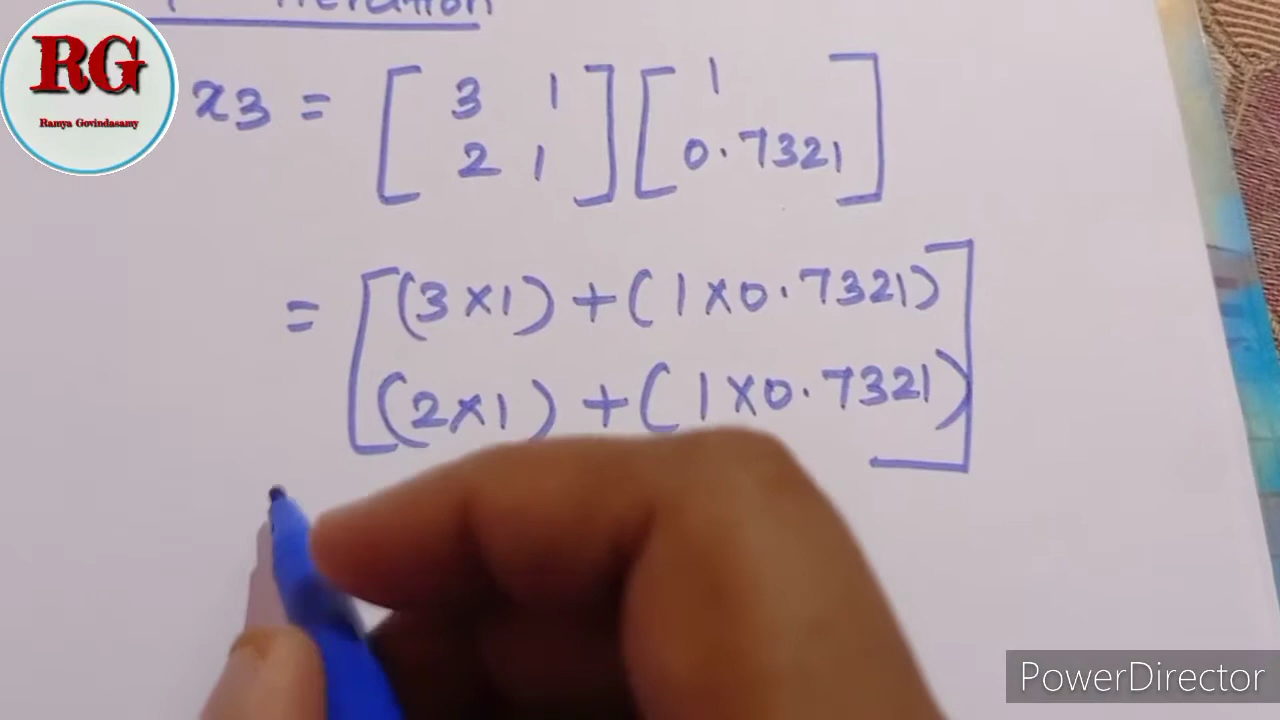 Iteration
RG
Ramya Govindasamy
x3 = [ 3 1 ] [ 1 ]
[ 2 1 ] [ 0.7321 ]
= [ (3×1) + (1×0.7321) ]
[ (2×1) + (1×0.7321) ]
PowerDirector